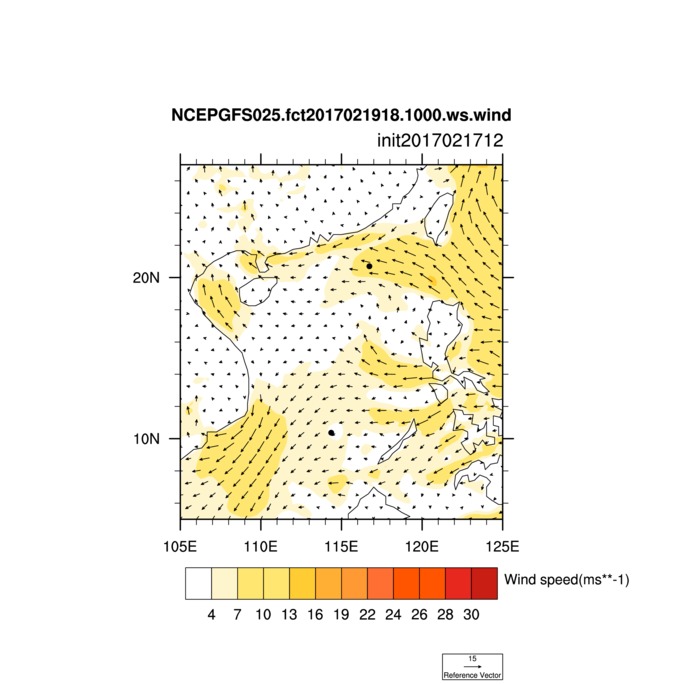 NCEPGFS025.fct2017021918.1000.ws.wind
init2017021712
20N
10N
105E 110E 115E 120E 125E
4 7 10 13 16 19 22 24 26 28 30
Wind speed(ms**-1)
15
Reference Vector